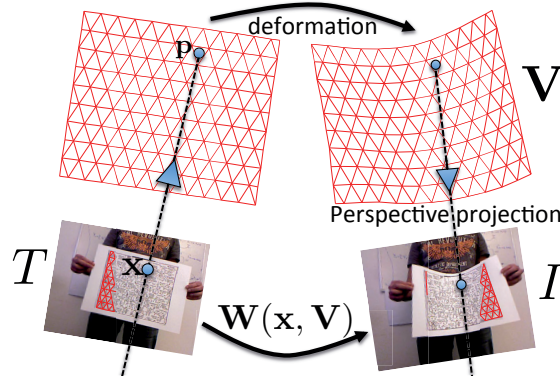 deformation
p
V
Perspective projection
T
x
I
W(x, V)